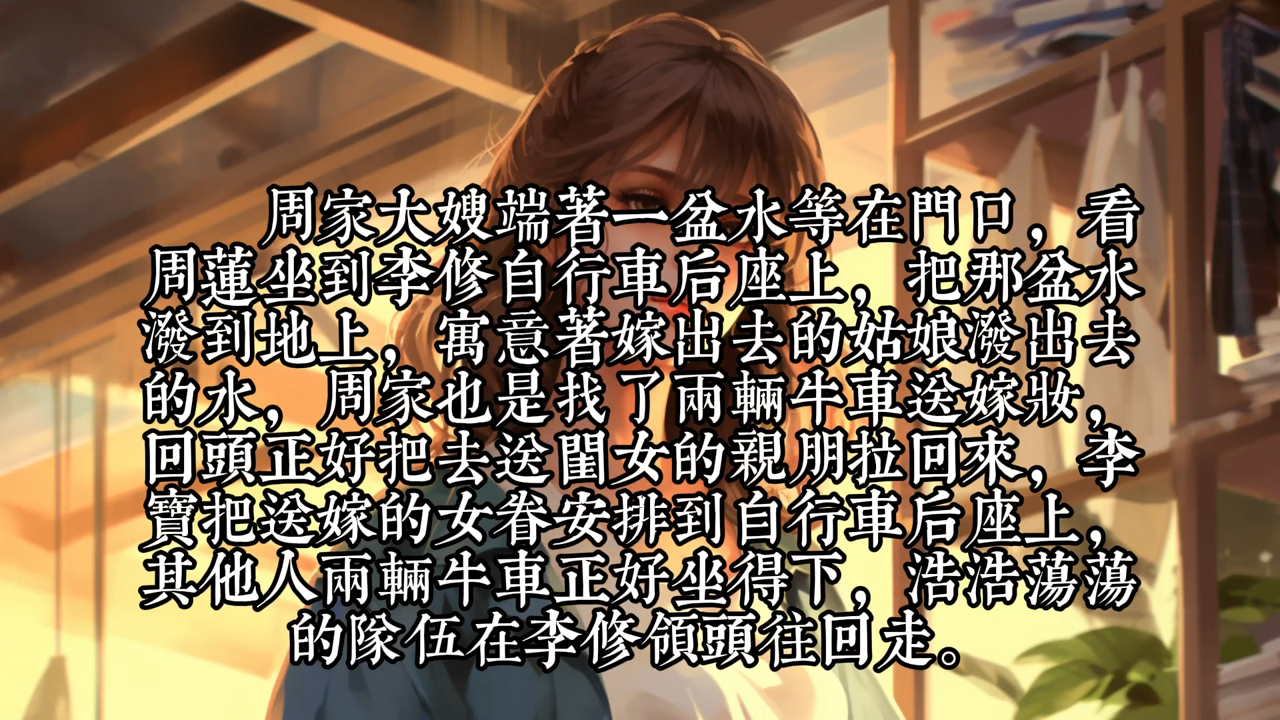 周家大嫂端著一盆水等在門口，看
周蓮坐到李修自行車后座上，把那盆水
潑到地上，寓意著嫁出去的姑娘潑出去
的水，周家也是找了兩輛牛車送嫁妝，
回頭正好把去送閨女的親朋拉回來，李
寶把送嫁的女眷安排到自行車后座上，
其他人兩輛牛車正好坐得下，浩浩蕩蕩
的隊伍在李修領頭往回走。